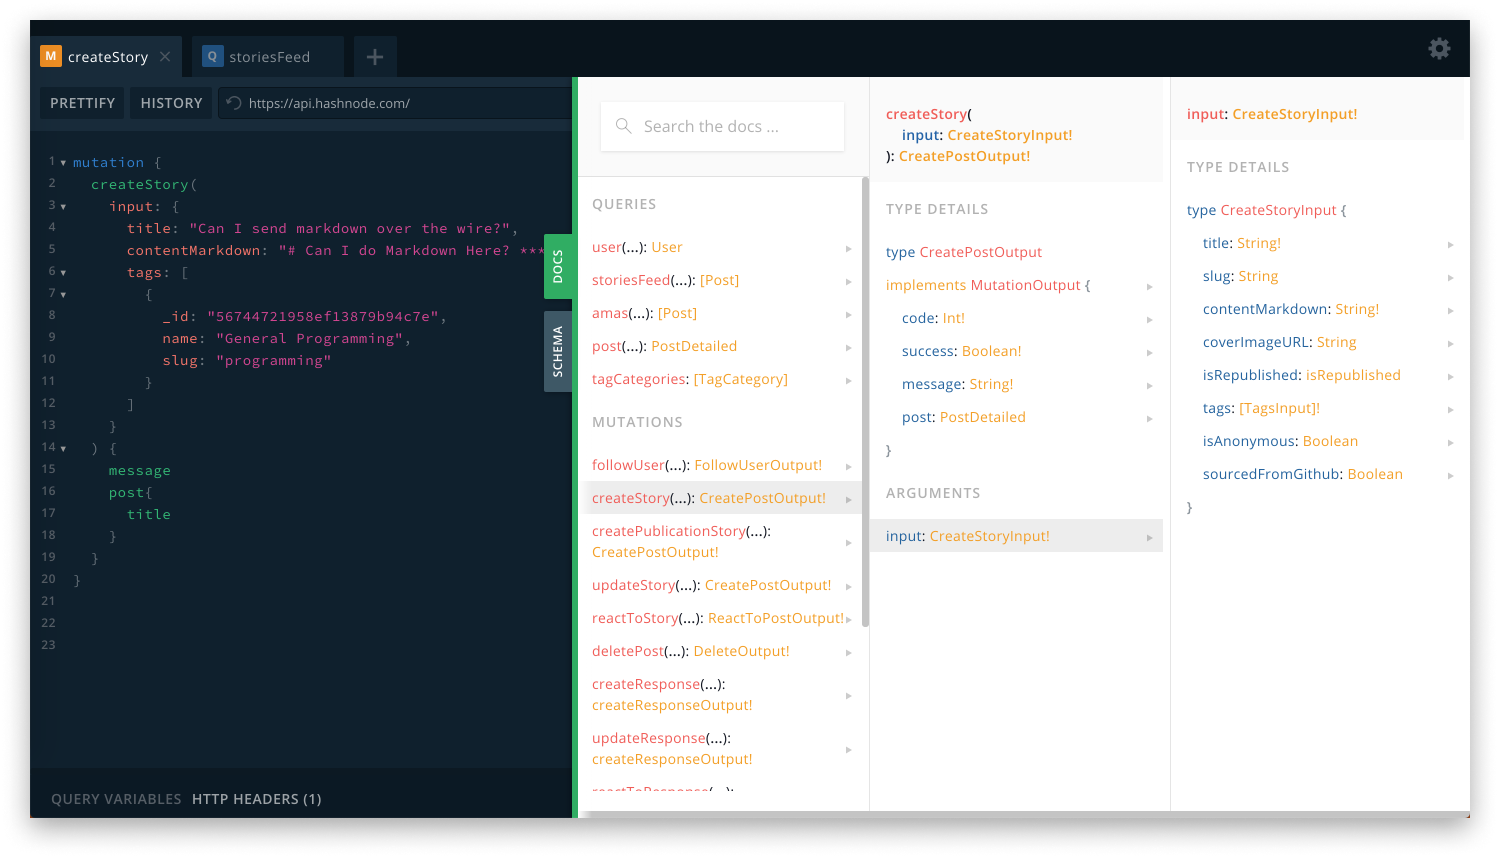 M createStory
Q storiesFeed
PRETTIFY
HISTORY
https://api.hashnode.com/
1 mutation {
2 createStory(
3 input: {
4 title: "Can I send markdown over the wire?",
5 contentMarkdown: "# Can I do Markdown Here? ***
6 tags: [
7 {
8 _id: "56744721958ef13879b94c7e",
9 name: "General Programming",
10 slug: "programming"
11 }
12 ]
13 }
14 ) {
15 message
16 post{
17 title
18 }
19 }
20 }
21
22
23
QUERY VARIABLES
HTTP HEADERS (1)
DOCS
SCHEMA
Search the docs ...
QUERIES
user(...): User
storiesFeed(...): [Post]
amas(...): [Post]
post(...): PostDetailed
tagCategories: [TagCategory]
MUTATIONS
followUser(...): FollowUserOutput!
createStory(...): CreatePostOutput!
createPublicationStory(...):
CreatePostOutput!
updateStory(...): CreatePostOutput!
reactToStory(...): ReactToPostOutput!
deletePost(...): DeleteOutput!
createResponse(...):
createResponseOutput!
updateResponse(...):
createResponseOutput!
reactToResponse(...):
createStory(
input: CreateStoryInput!
): CreatePostOutput!
TYPE DETAILS
type CreatePostOutput
implements MutationOutput {
code: Int!
success: Boolean!
message: String!
post: PostDetailed
}
ARGUMENTS
input: CreateStoryInput!
input: CreateStoryInput!
TYPE DETAILS
type CreateStoryInput {
title: String!
slug: String
contentMarkdown: String!
coverImageURL: String
isRepublished: isRepublished
tags: [TagsInput]!
isAnonymous: Boolean
sourcedFromGithub: Boolean
}